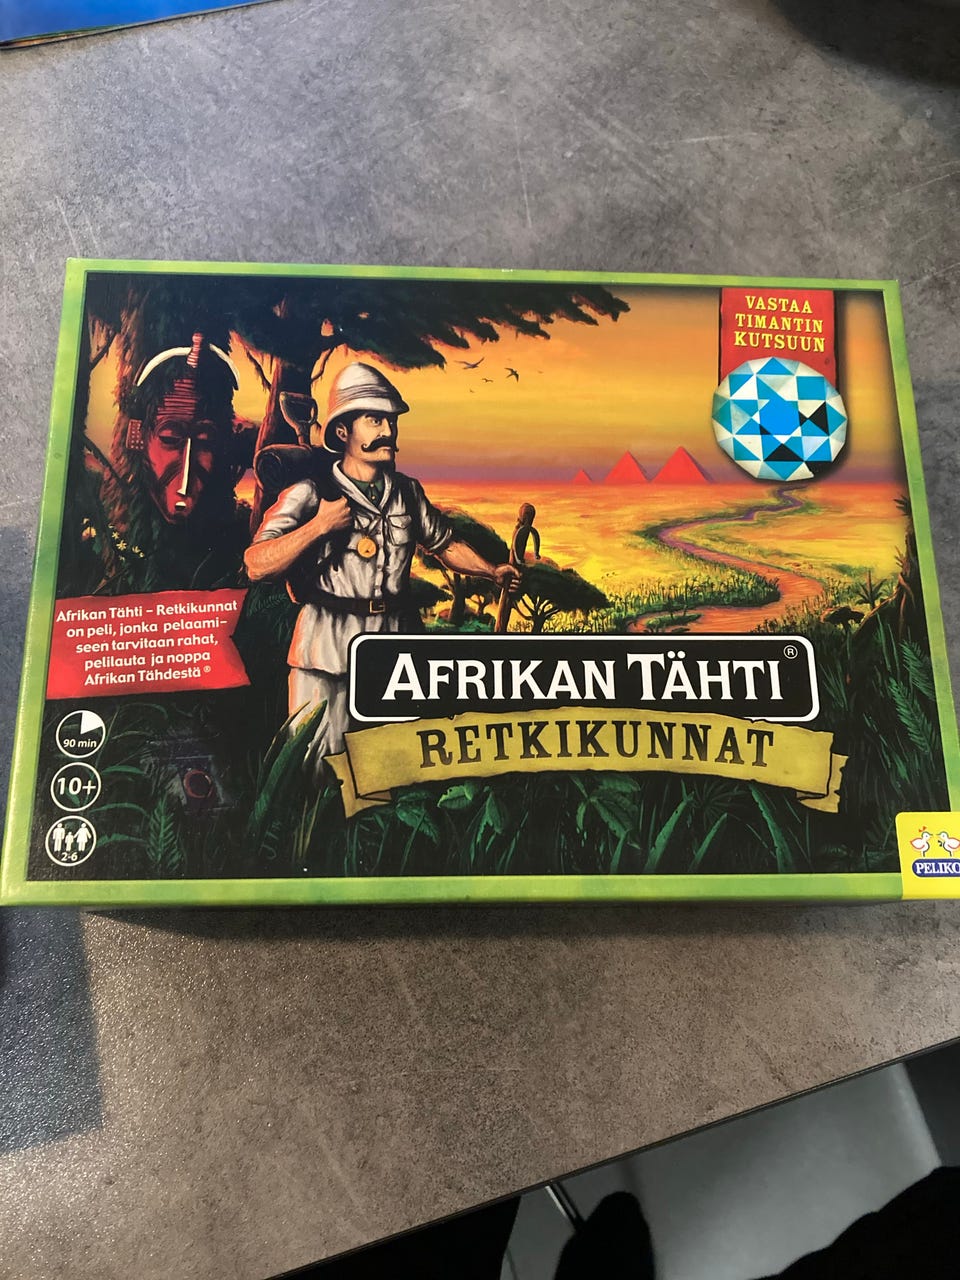 VASTAA
TIMANTIN
KUTSUUN
Afrikan Tähti – Retkikunnat
on peli, jonka pelaami-
seen tarvitaan rahat,
pelilauta ja noppa
Afrikan Tähdestä ®
AFRIKAN TÄHTI ®
RETKIKUNNAT
90 min
10+
2-6
PELIKO